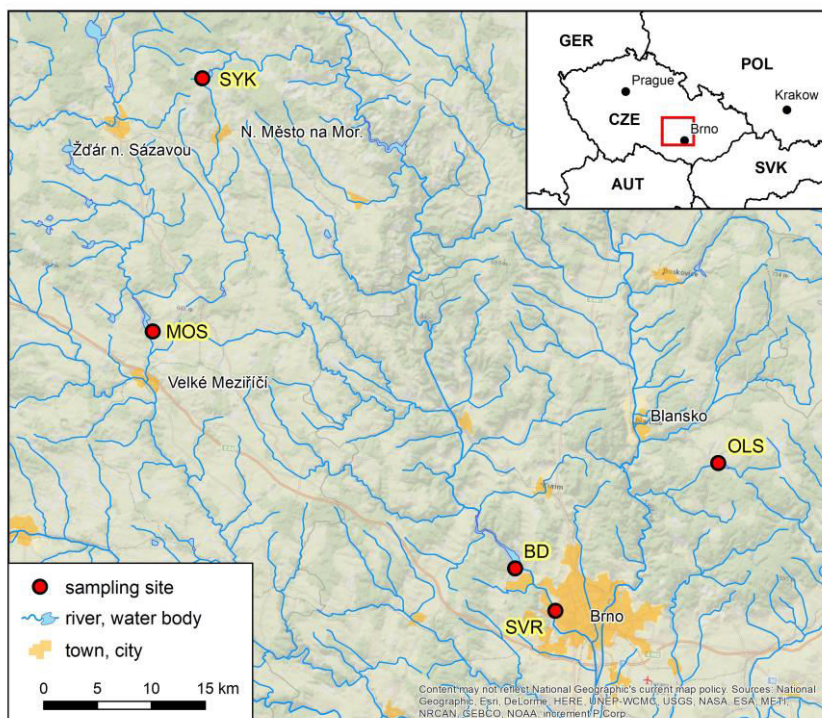 SYK
N. Město na Mor.
Žďár n. Sázavou
GER
POL
Prague
Krakow
CZE
Brno
SVK
AUT
MOS
Velké Meziříčí
Blansko
OLS
BD
SVR
Brno
sampling site
river, water body
town, city
0 5 10 15 km
Content may not reflect National Geographic's current map policy. Sources: National
Geographic, Esri, DeLorme, HERE, UNEP-WCMC, USGS, NASA, ESA, METI,
NRCAN, GEBCO, NOAA, increment P Corp